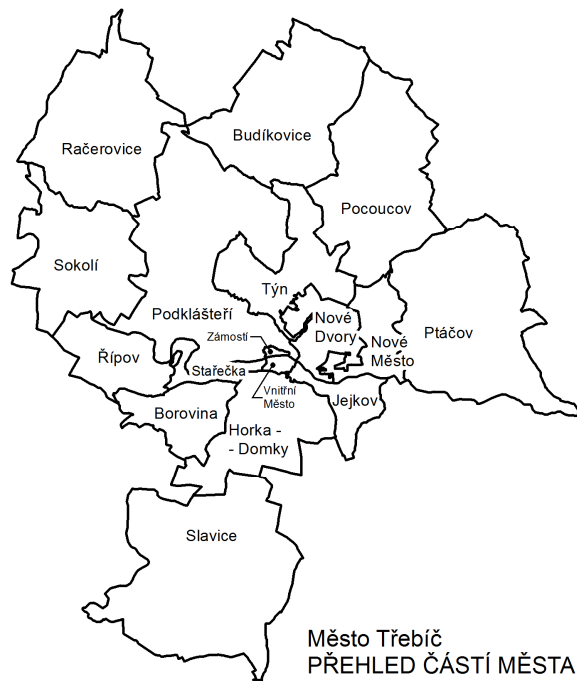 Budíkovice
Račerovice
Pocoucov
Sokolí
Týn
Podklášteří
Nové
Dvory
Ptáčov
Zámostí
Nové
Město
Řípov
Stařečka
Vnitřní
Město
Jejkov
Borovina
Horka -
- Domky
Slavice
Město Třebíč
PŘEHLED ČÁSTÍ MĚSTA